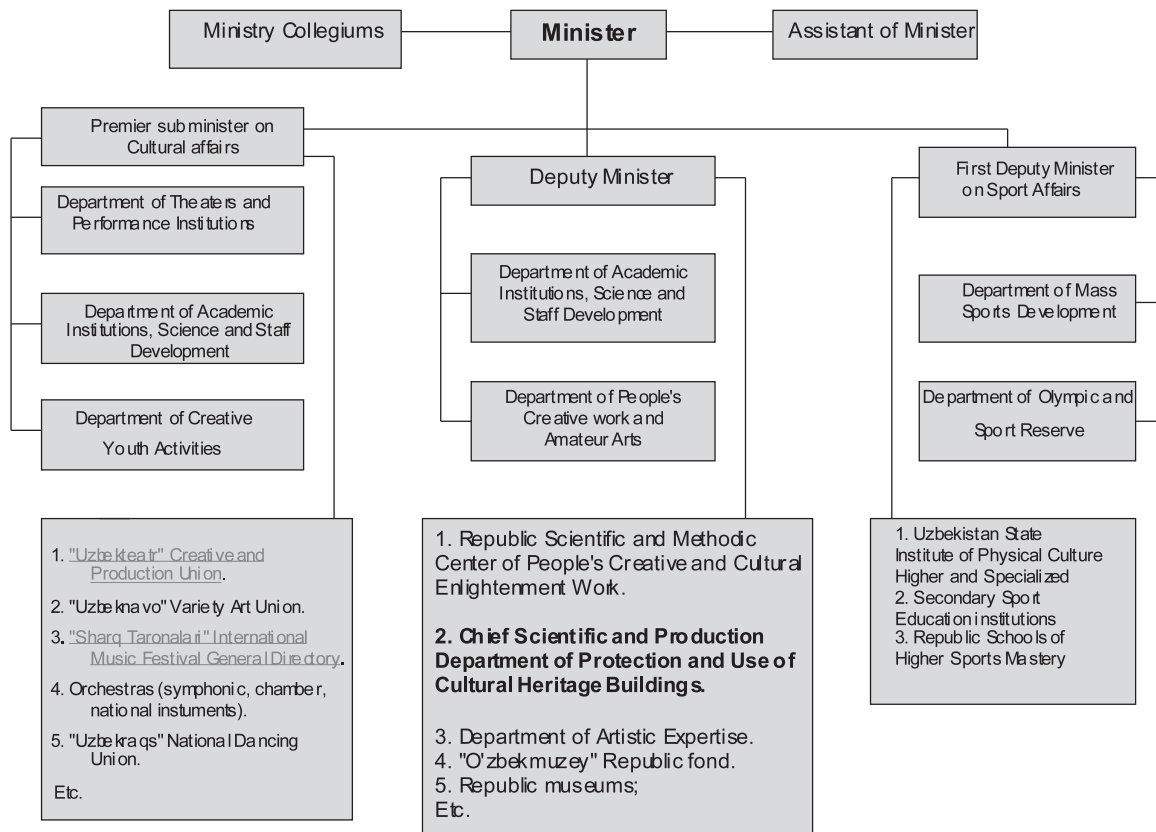 Ministry Collegiums
Minister
Assistant of Minister
Premier sub minister on
Cultural affairs
Department of Theaters and
Performance Institutions
Department of Academic
Institutions, Science and Staff
Development
Department of Creative
Youth Activities
1. "Uzbekteatr" Creative and
Production Union.
2. "Uzbeknavo" Variety Art Union.
3. "Sharq Taronalari" International
Music Festival General Directory.
4. Orchestras (symphonic, chamber,
national instuments).
5. "Uzbekraqs" National Dancing
Union.
Etc.
Deputy Minister
Department of Academic
Institutions, Science and
Staff Development
Department of People's
Creative work and
Amateur Arts
1. Republic Scientific and Methodic
Center of People's Creative and Cultural
Enlightenment Work.
2. Chief Scientific and Production
Department of Protection and Use of
Cultural Heritage Buildings.
3. Department of Artistic Expertise.
4. "O'zbekmuzey" Republic fond.
5. Republic museums;
Etc.
First Deputy Minister
on Sport Affairs
Department of Mass
Sports Development
Department of Olympic and
Sport Reserve
1. Uzbekistan State
Institute of Physical Culture
Higher and Specialized
2. Secondary Sport
Education institutions
3. Republic Schools of
Higher Sports Mastery